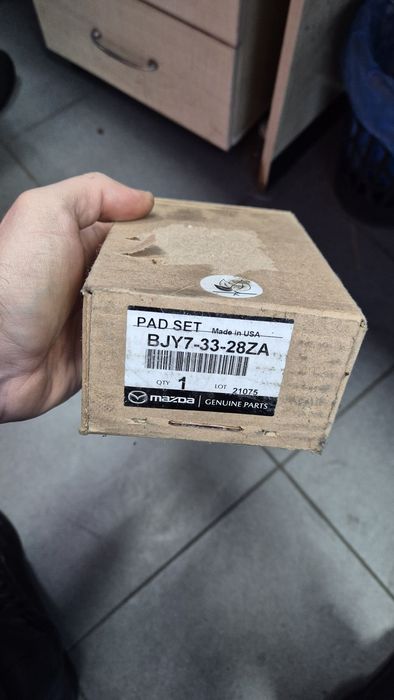 PAD SET Made in USA
BJY7-33-28ZA
QTY 1 LOT 21075
mazda GENUINE PARTS